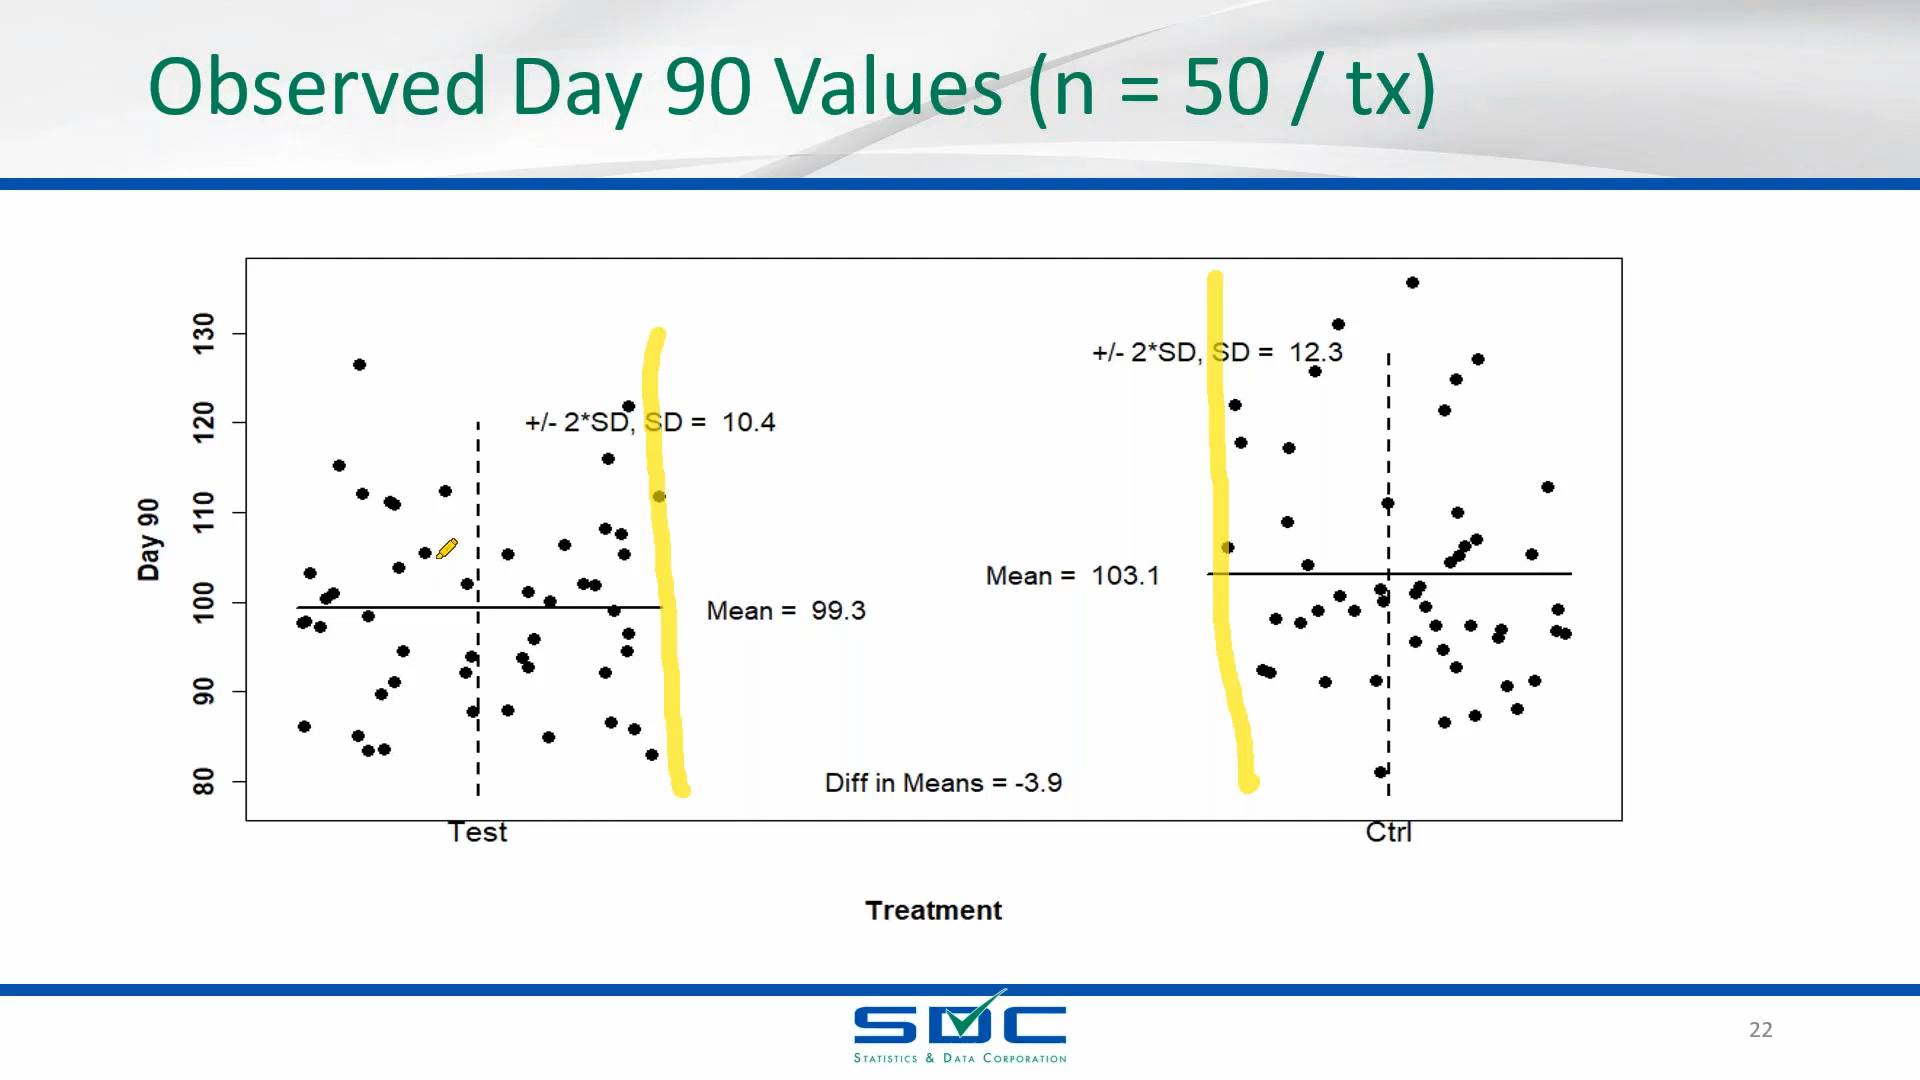 Observed Day 90 Values (n = 50 / tx)
130
120
110
100
90
80
Day 90
+/- 2*SD, SD = 12.3
+/- 2*SD, SD = 10.4
Mean = 103.1
Mean = 99.3
Diff in Means = -3.9
Test
Ctrl
Treatment
SDC
STATISTICS & DATA CORPORATION
22